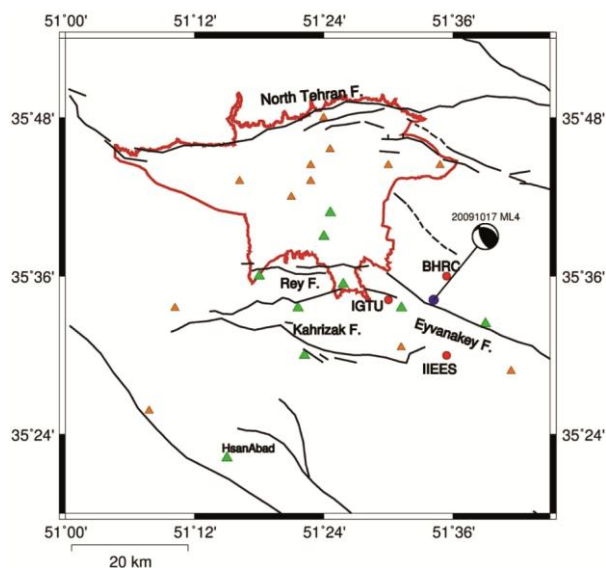 51°00' 51°12' 51°24' 51°36'
North Tehran F.
35°48' 35°48'
20091017 ML4
35°36' BHRC 35°36'
Rey F.
IGTU
Kahrizak F. Eyvanakey F.
IIEES
35°24' 35°24'
HsanAbad
51°00' 51°12' 51°24' 51°36'
20 km